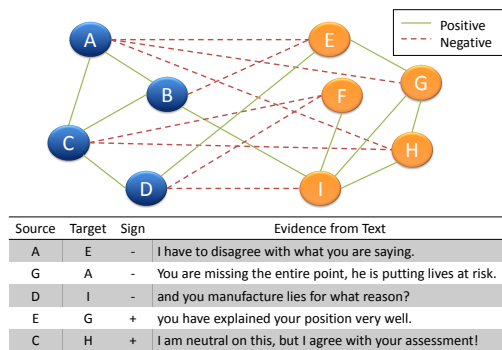 Positive
Negative
A
E
B
G
F
C
H
D
I
Source Target Sign Evidence from Text
A E - I have to disagree with what you are saying.
G A - You are missing the entire point, he is putting lives at risk.
D I - and you manufacture lies for what reason?
E G + you have explained your position very well.
C H + I am neutral on this, but I agree with your assessment!